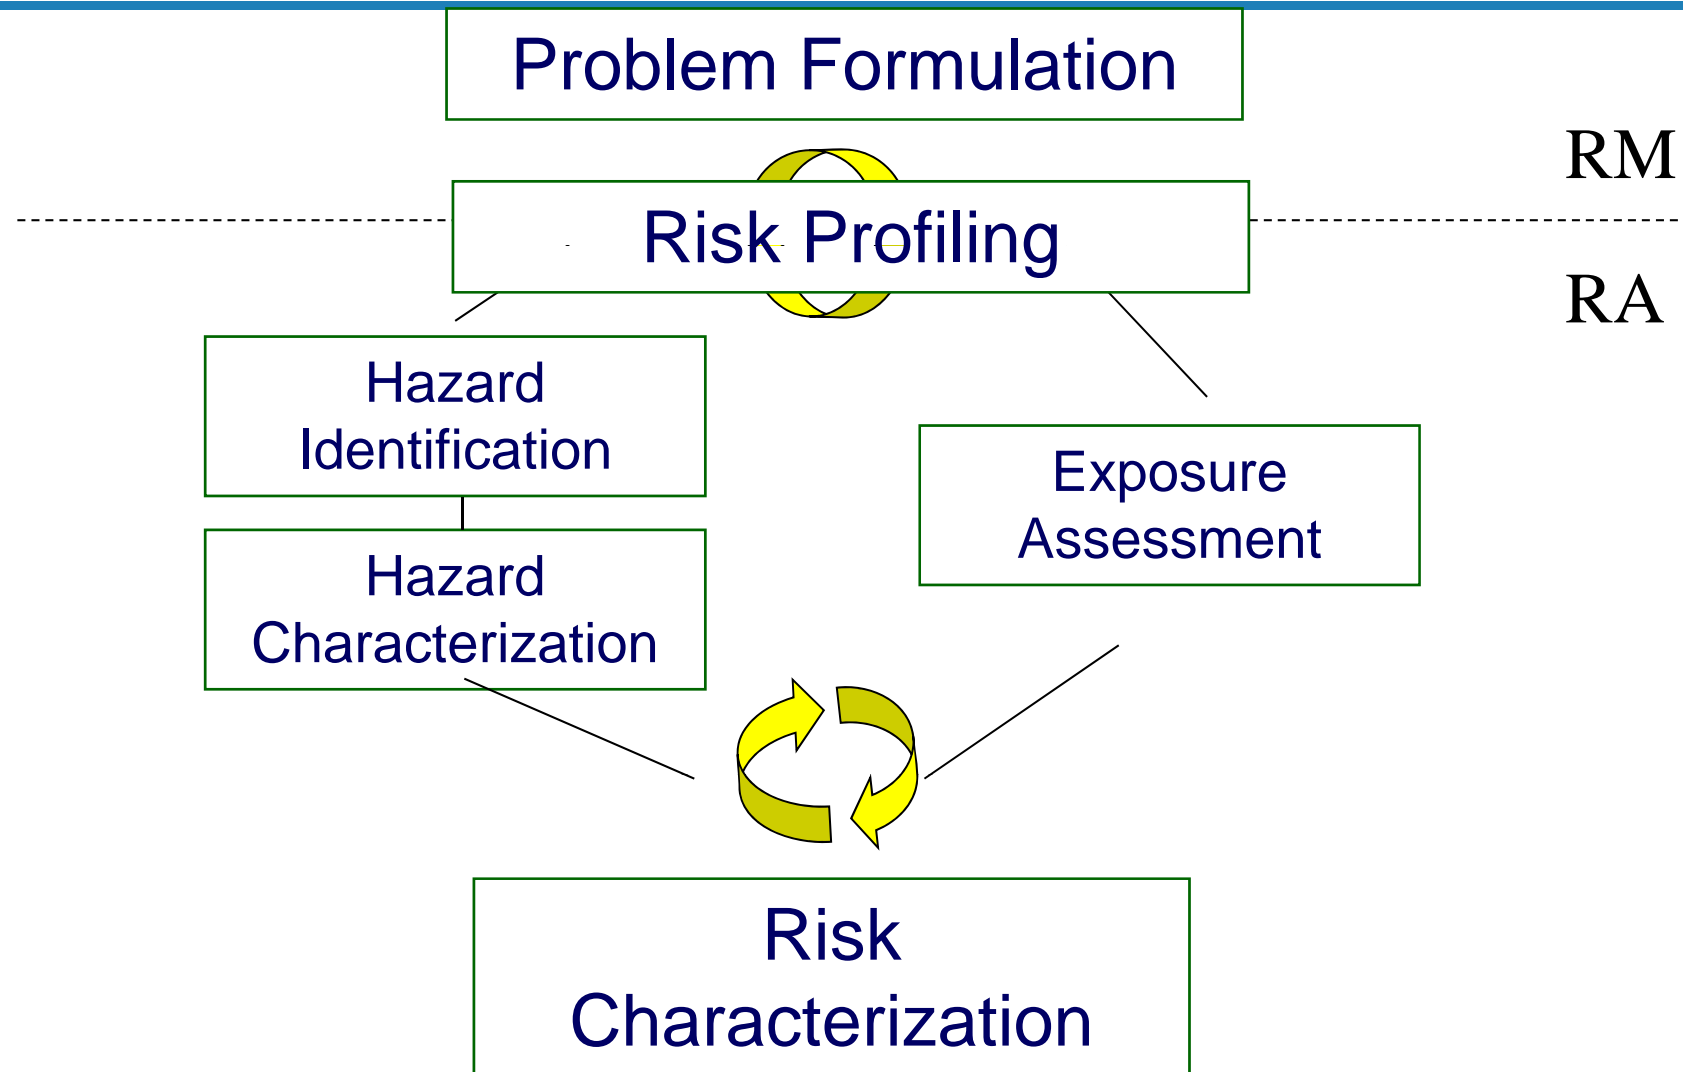 Problem Formulation
RM
Risk Profiling
RA
Hazard
Identification
Exposure
Assessment
Hazard
Characterization
Risk
Characterization